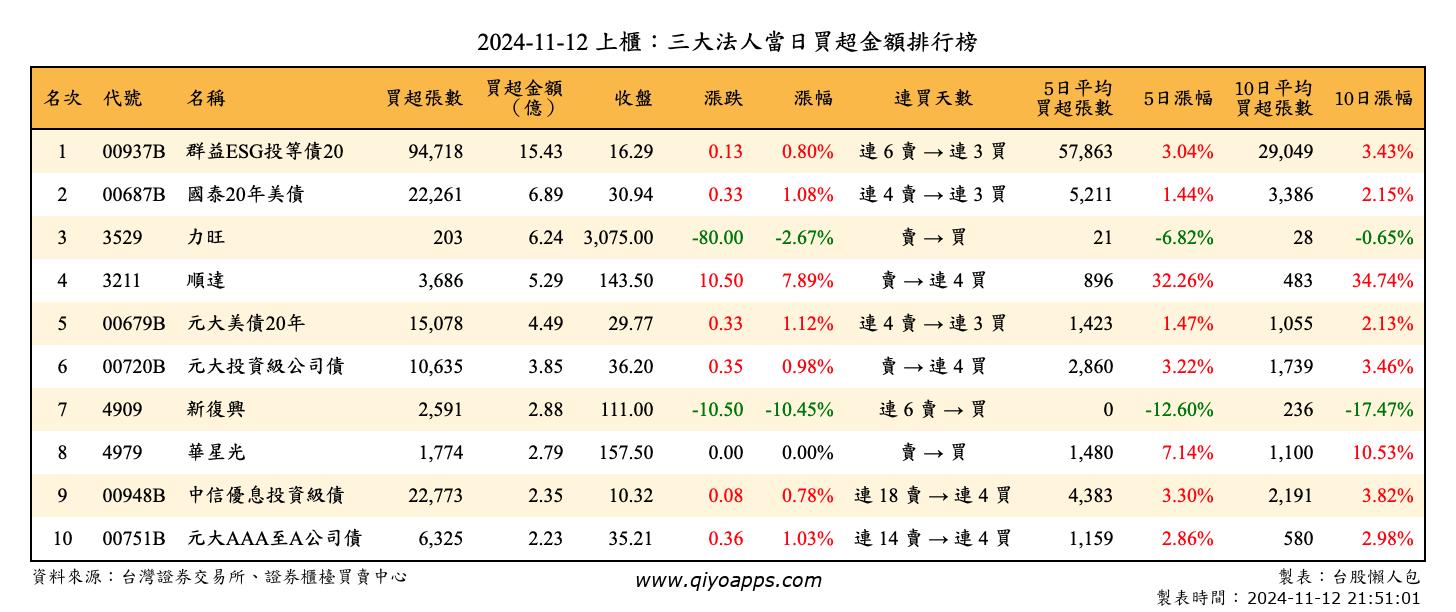 2024-11-12 上櫃：三大法人當日買超金額排行榜
名次 代號 名稱 買超張數 買超金額（億） 收盤 漲跌 漲幅 連買天數 5日平均買超張數 5日漲幅 10日平均買超張數 10日漲幅
1 00937B 群益ESG投等債20 94,718 15.43 16.29 0.13 0.80% 連 6 賣 → 連 3 買 57,863 3.04% 29,049 3.43%
2 00687B 國泰20年美債 22,261 6.89 30.94 0.33 1.08% 連 4 賣 → 連 3 買 5,211 1.44% 3,386 2.15%
3 3529 力旺 203 6.24 3,075.00 -80.00 -2.67% 賣 → 買 21 -6.82% 28 -0.65%
4 3211 順達 3,686 5.29 143.50 10.50 7.89% 賣 → 連 4 買 896 32.26% 483 34.74%
5 00679B 元大美債20年 15,078 4.49 29.77 0.33 1.12% 連 4 賣 → 連 3 買 1,423 1.47% 1,055 2.13%
6 00720B 元大投資級公司債 10,635 3.85 36.20 0.35 0.98% 賣 → 連 4 買 2,860 3.22% 1,739 3.46%
7 4909 新復興 2,591 2.88 111.00 -10.50 -10.45% 連 6 賣 → 買 0 -12.60% 236 -17.47%
8 4979 華星光 1,774 2.79 157.50 0.00 0.00% 賣 → 買 1,480 7.14% 1,100 10.53%
9 00948B 中信優息投資級債 22,773 2.35 10.32 0.08 0.78% 連 18 賣 → 連 4 買 4,383 3.30% 2,191 3.82%
10 00751B 元大AAA至A公司債 6,325 2.23 35.21 0.36 1.03% 連 14 賣 → 連 4 買 1,159 2.86% 580 2.98%
資料來源：台灣證券交易所、證券櫃檯買賣中心 www.qiyoapps.com 製表：台股懶人包
製表時間：2024-11-12 21:51:01